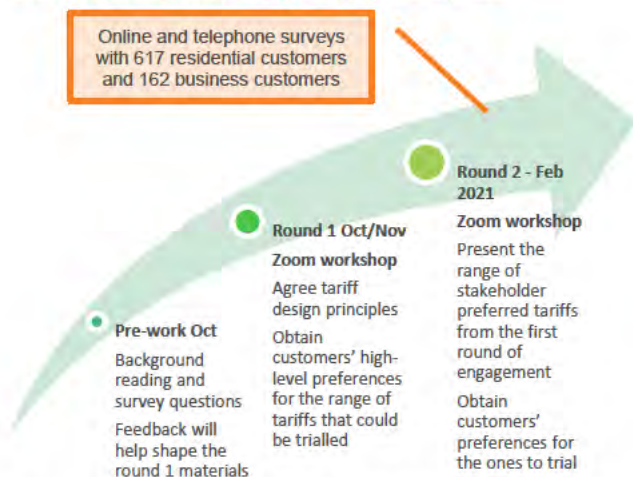 Online and telephone surveys
with 617 residential customers
and 162 business customers
Pre-work Oct
Background
reading and
survey questions
Feedback will
help shape the
round 1 materials
Round 1 Oct/Nov
Zoom workshop
Agree tariff
design principles
Obtain
customers' high-
level preferences
for the range of
tariffs that could
be trialled
Round 2 - Feb
2021
Zoom workshop
Present the
range of
stakeholder
preferred tariffs
from the first
round of
engagement
Obtain
customers'
preferences for
the ones to trial